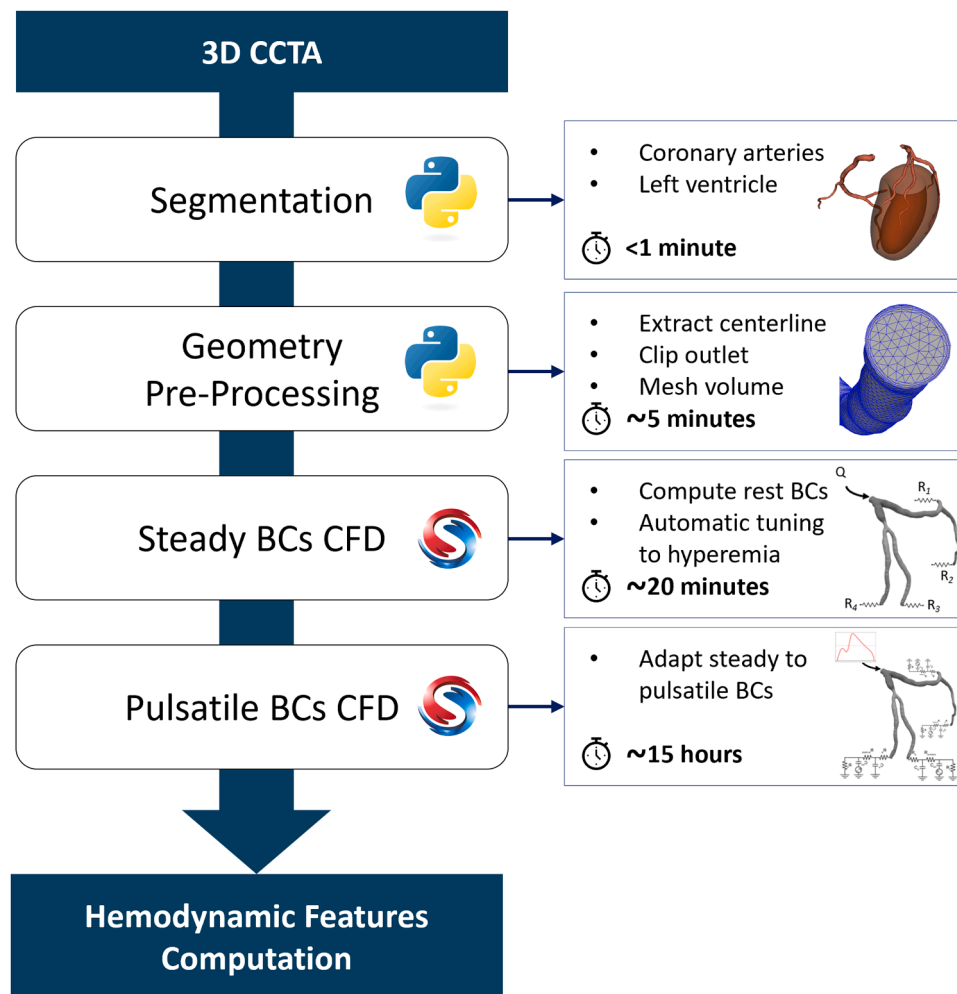 3D CCTA
Segmentation
• Coronary arteries
• Left ventricle
<1 minute
Geometry
Pre-Processing
• Extract centerline
• Clip outlet
• Mesh volume
~5 minutes
Steady BCs CFD
• Compute rest BCs
• Automatic tuning
to hyperemia
~20 minutes
Q
R1
R2
R4
R3
Pulsatile BCs CFD
• Adapt steady to
pulsatile BCs
~15 hours
Hemodynamic Features
Computation